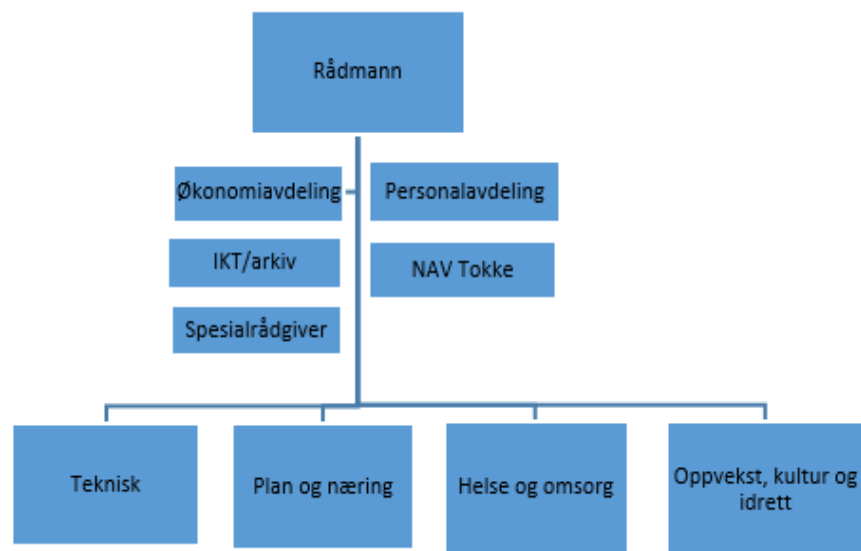 Rådmann
Økonomiavdeling
Personalavdeling
IKT/arkiv
NAV Tokke
Spesialrådgiver
Teknisk
Plan og næring
Helse og omsorg
Oppvekst, kultur og
idrett